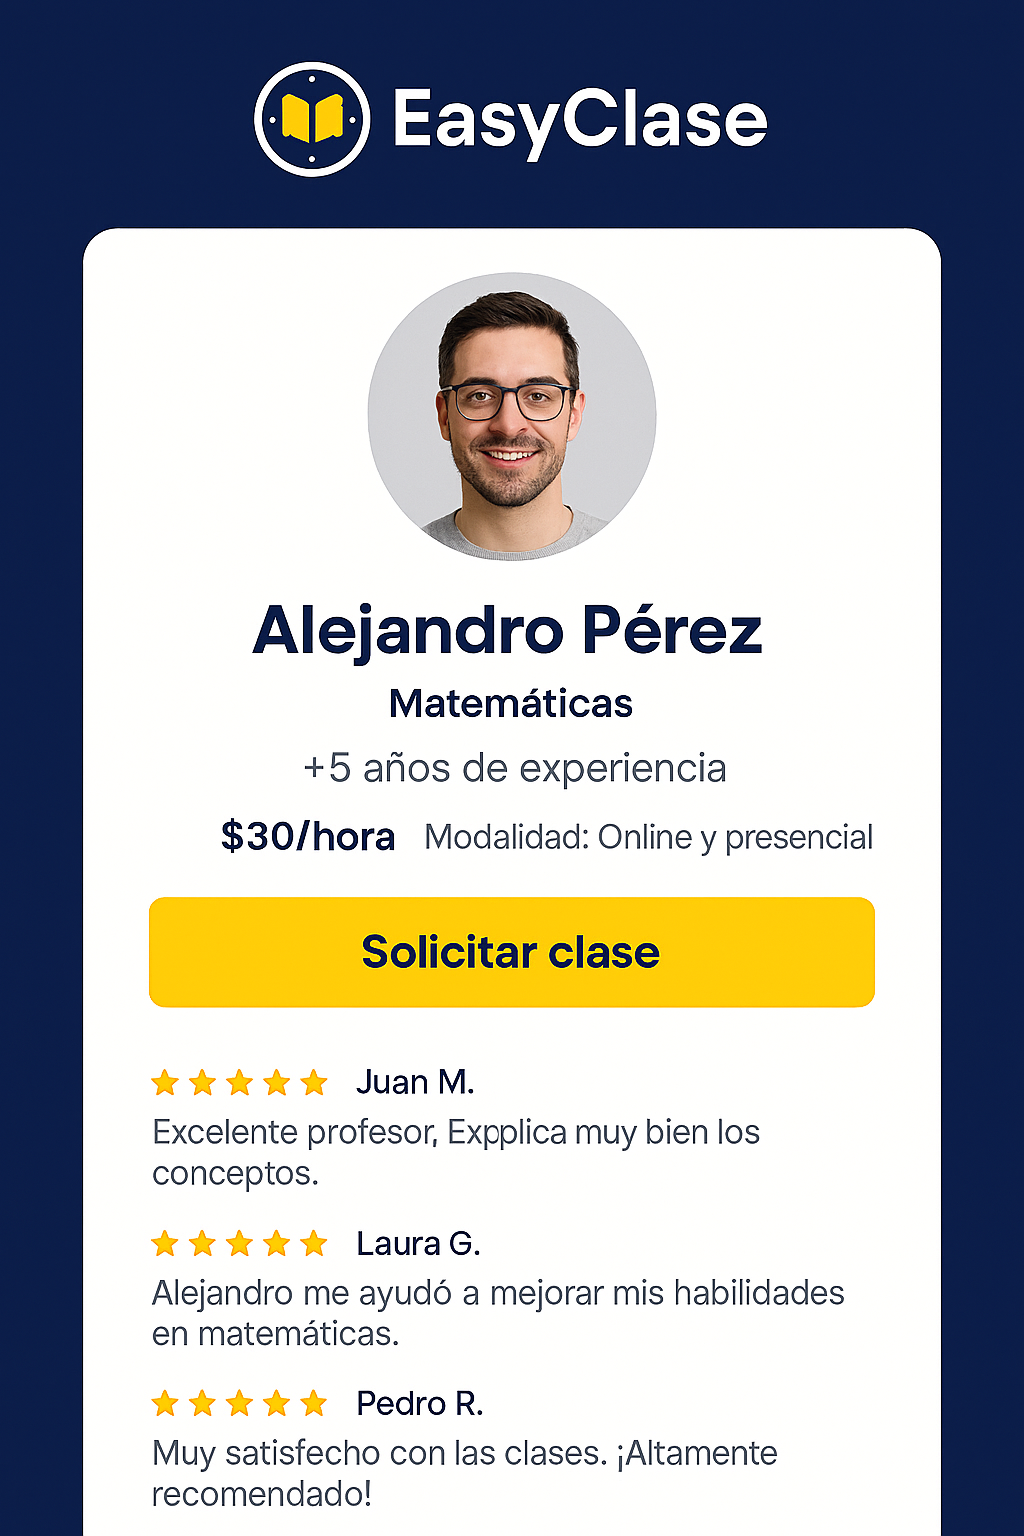 EasyClase
Alejandro Pérez
Matemáticas
+5 años de experiencia
$30/hora Modalidad: Online y presencial
Solicitar clase
Juan M.
Excelente profesor, Expplica muy bien los
conceptos.
Laura G.
Alejandro me ayudó a mejorar mis habilidades
en matemáticas.
Pedro R.
Muy satisfecho con las clases. ¡Altamente
recomendado!